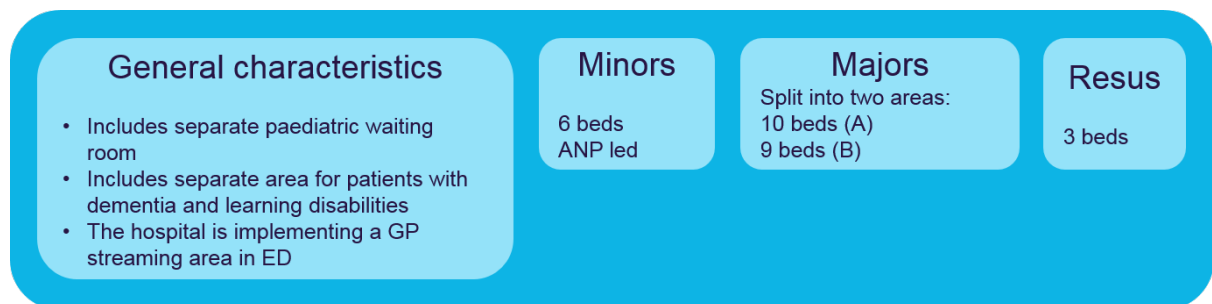 General characteristics
• Includes separate paediatric waiting
room
• Includes separate area for patients with
dementia and learning disabilities
• The hospital is implementing a GP
streaming area in ED
Minors
6 beds
ANP led
Majors
Split into two areas:
10 beds (A)
9 beds (B)
Resus
3 beds